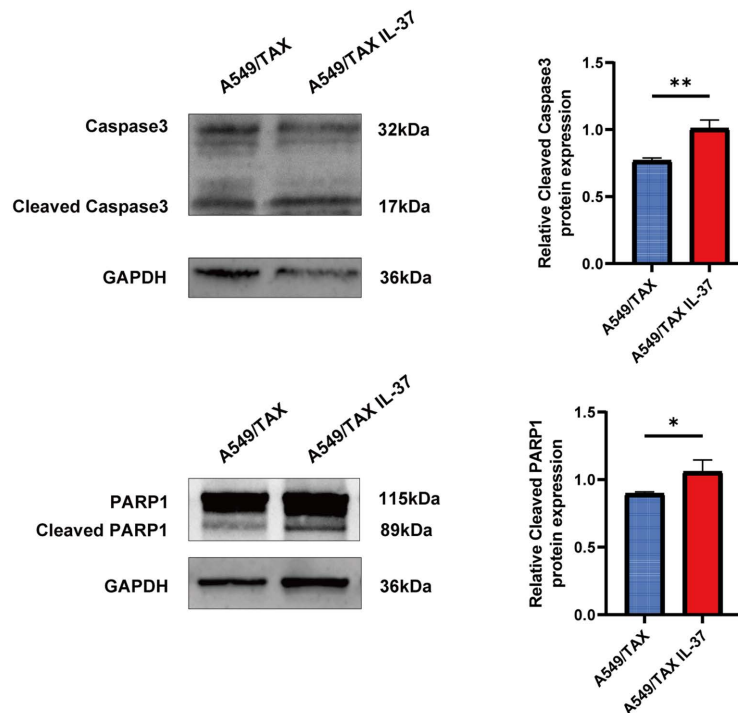 A549/TAX
A549/TAX IL-37
Caspase3
32kDa
Cleaved Caspase3
17kDa
GAPDH
36kDa
Relative Cleaved Caspase3
protein expression
1.5
1.0
0.5
0.0
**
A549/TAX
A549/TAX IL-37
A549/TAX
A549/TAX IL-37
PARP1
115kDa
Cleaved PARP1
89kDa
GAPDH
36kDa
Relative Cleaved PARP1
protein expression
1.5
1.0
0.5
0.0
*
A549/TAX
A549/TAX IL-37